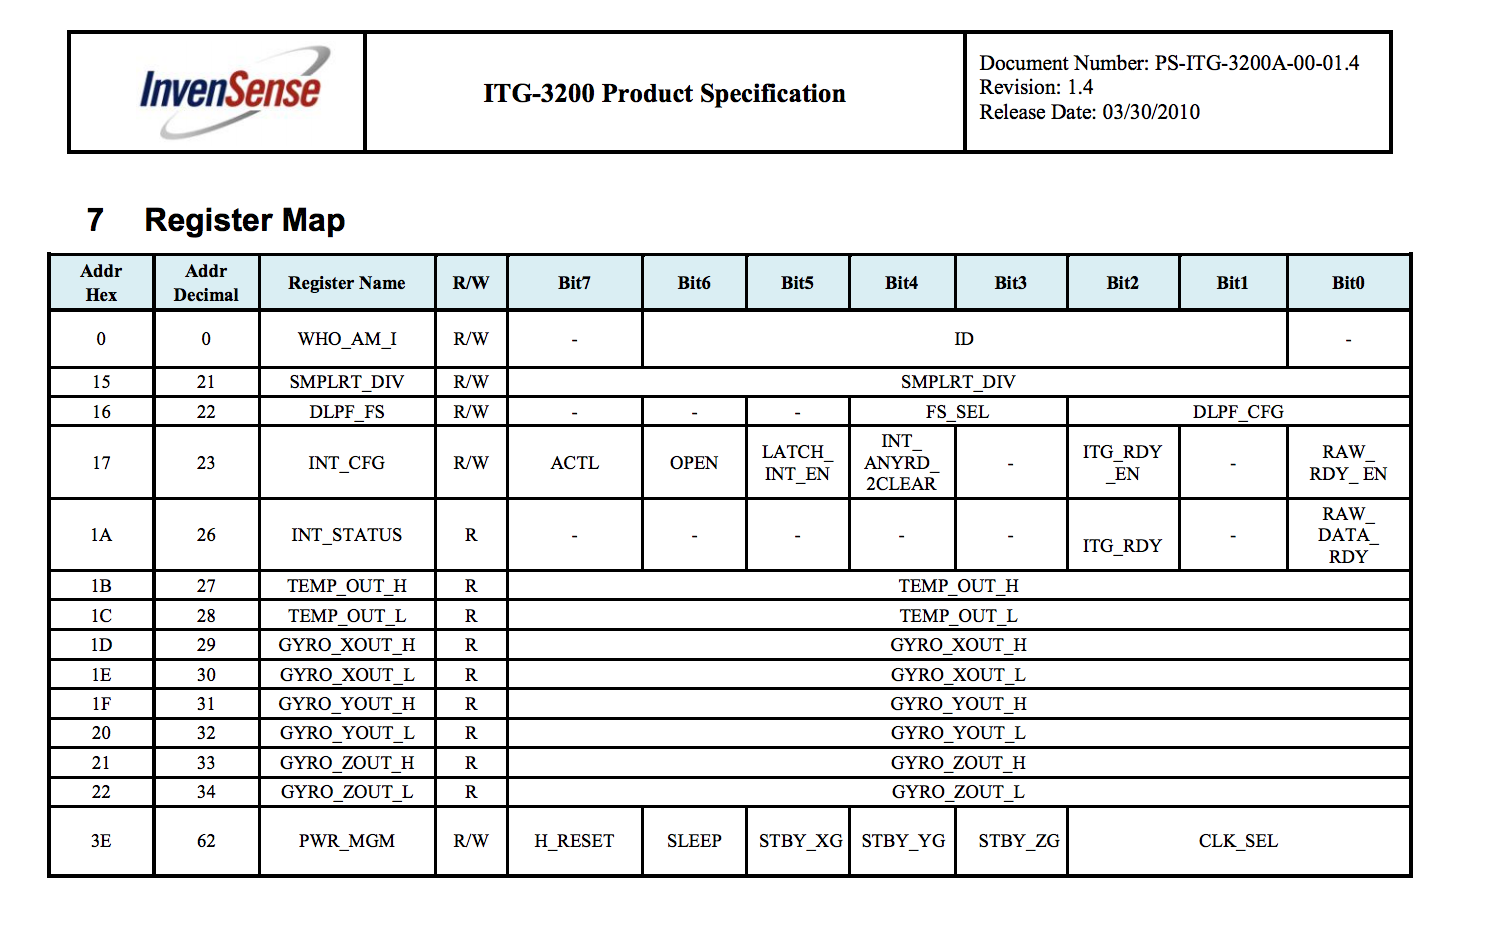 InvenSense
ITG-3200 Product Specification
Document Number: PS-ITG-3200A-00-01.4
Revision: 1.4
Release Date: 03/30/2010
7 Register Map
Addr Hex Addr Decimal Register Name R/W Bit7 Bit6 Bit5 Bit4 Bit3 Bit2 Bit1 Bit0
0 0 WHO_AM_I R/W - ID -
15 21 SMPLRT_DIV R/W SMPLRT_DIV
16 22 DLPF_FS R/W - - - FS_SEL DLPF_CFG
17 23 INT_CFG R/W ACTL OPEN LATCH_ INT_EN INT_ ANYRD_ 2CLEAR - ITG_RDY _EN - RAW_ RDY_ EN
1A 26 INT_STATUS R - - - - - ITG_RDY - RAW_ DATA_ RDY
1B 27 TEMP_OUT_H R TEMP_OUT_H
1C 28 TEMP_OUT_L R TEMP_OUT_L
1D 29 GYRO_XOUT_H R GYRO_XOUT_H
1E 30 GYRO_XOUT_L R GYRO_XOUT_L
1F 31 GYRO_YOUT_H R GYRO_YOUT_H
20 32 GYRO_YOUT_L R GYRO_YOUT_L
21 33 GYRO_ZOUT_H R GYRO_ZOUT_H
22 34 GYRO_ZOUT_L R GYRO_ZOUT_L
3E 62 PWR_MGM R/W H_RESET SLEEP STBY_XG STBY_YG STBY_ZG CLK_SEL